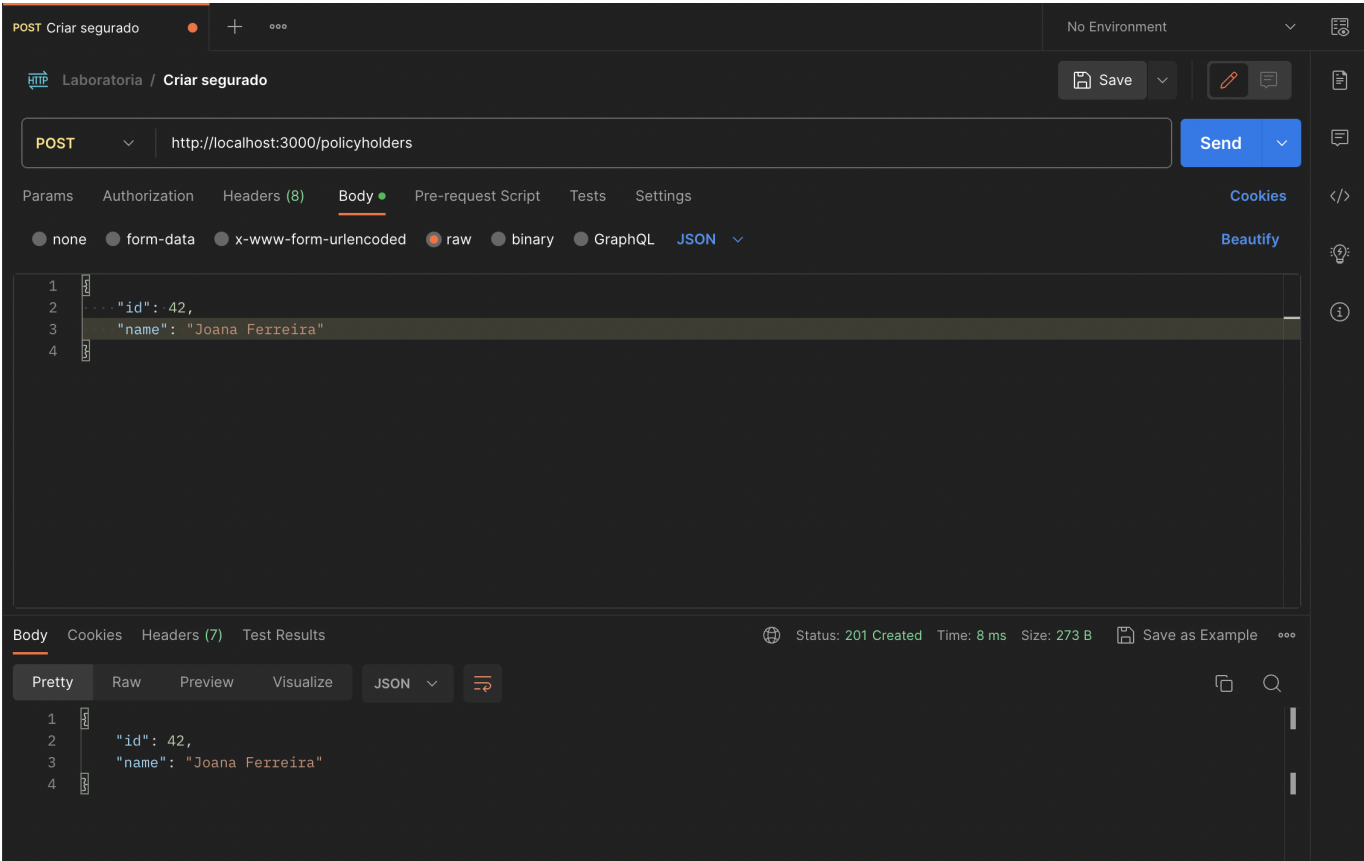 POST Criar segurado
No Environment
HTTP Laboratoria / Criar segurado
Save
POST http://localhost:3000/policyholders
Send
Params Authorization Headers (8) Body Pre-request Script Tests Settings Cookies
none form-data x-www-form-urlencoded raw binary GraphQL JSON Beautify
1 {
2 "id": 42,
3 "name": "Joana Ferreira"
4 }
Body Cookies Headers (7) Test Results Status: 201 Created Time: 8 ms Size: 273 B Save as Example
Pretty Raw Preview Visualize JSON
1 {
2 "id": 42,
3 "name": "Joana Ferreira"
4 }